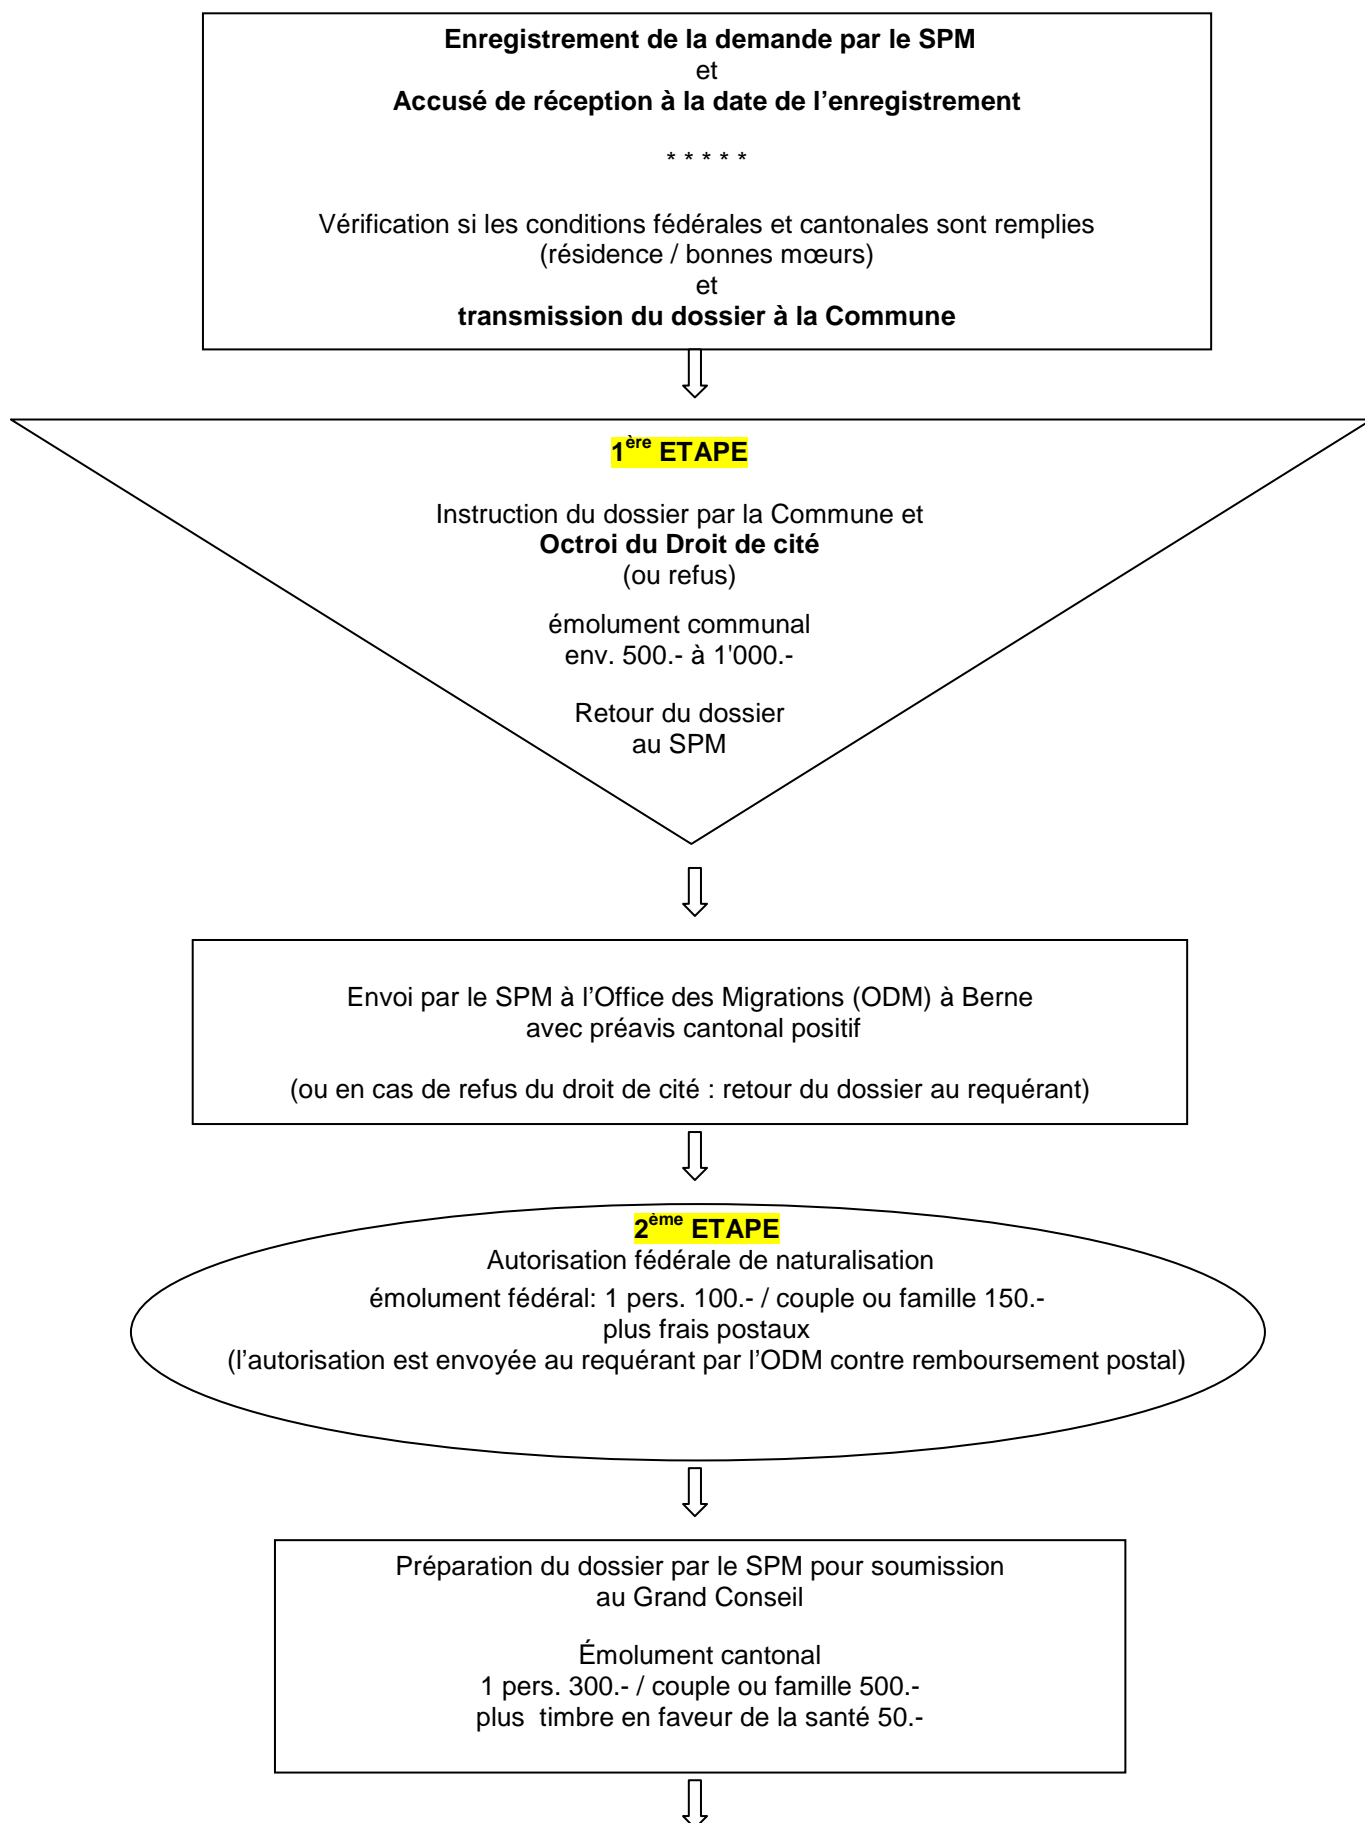 Enregistrement de la demande par le SPM
et
Accusé de réception à la date de l’enregistrement
* * * * *
Vérification si les conditions fédérales et cantonales sont remplies
(résidence / bonnes mœurs)
et
transmission du dossier à la Commune
1ère ETAPE
Instruction du dossier par la Commune et
Octroi du Droit de cité
(ou refus)
émolument communal
env. 500.- à 1'000.-
Retour du dossier
au SPM
Envoi par le SPM à l’Office des Migrations (ODM) à Berne
avec préavis cantonal positif
(ou en cas de refus du droit de cité : retour du dossier au requérant)
2ème ETAPE
Autorisation fédérale de naturalisation
émolument fédéral: 1 pers. 100.- / couple ou famille 150.-
plus frais postaux
(l’autorisation est envoyée au requérant par l’ODM contre remboursement postal)
Préparation du dossier par le SPM pour soumission
au Grand Conseil
Émolument cantonal
1 pers. 300.- / couple ou famille 500.-
plus  timbre en faveur de la santé 50.-